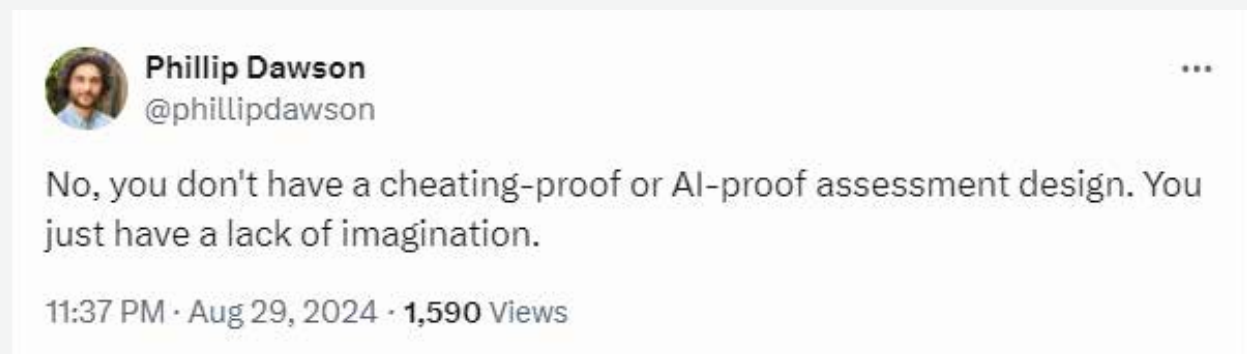 Phillip Dawson
@phillipdawson
No, you don't have a cheating-proof or AI-proof assessment design. You
just have a lack of imagination.
11:37 PM · Aug 29, 2024 · 1,590 Views